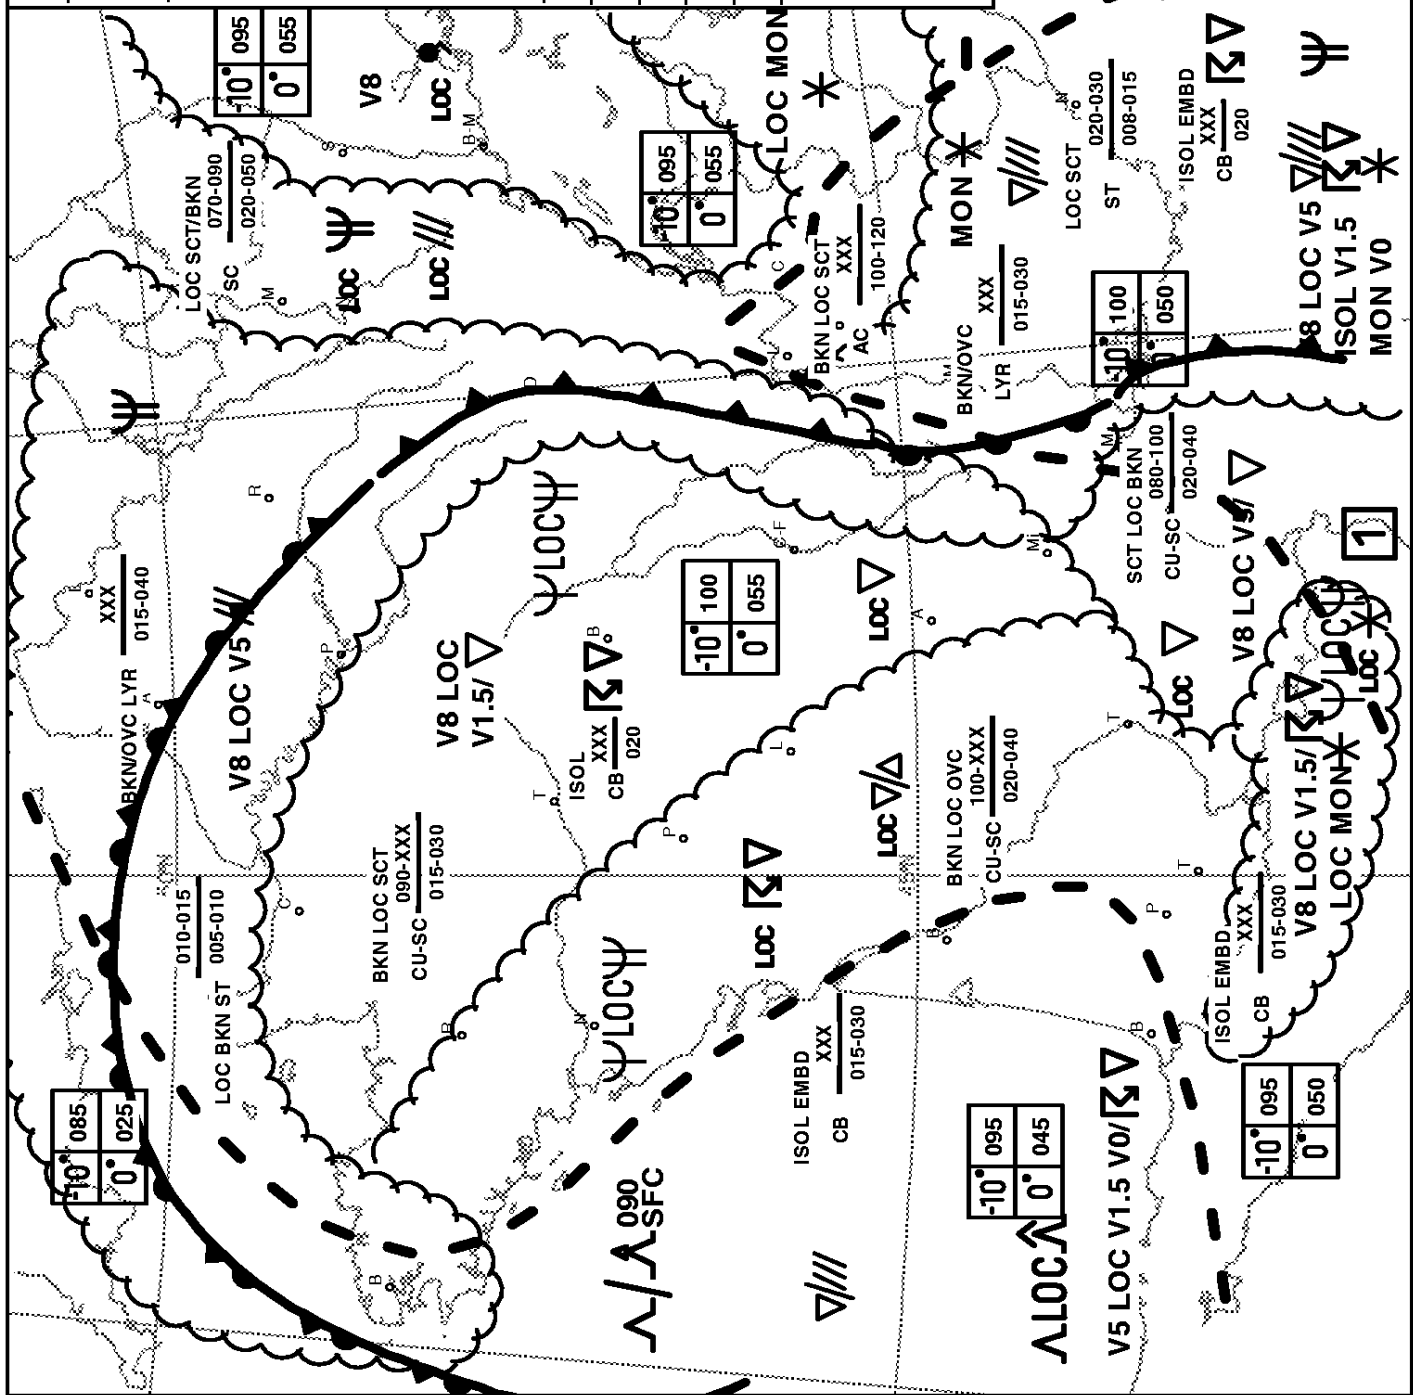 -10° 085
0° 025
BKN/OVC LYR
XXX
015-040
A
R
010-015
005-010
LOC BKN ST
V8 LOC V5
LOC SCT/BKN
070-090
020-050
SC
-10° 095
0° 055
M
S
P
B
LOC
LOC
V8
LOC
B-M
BKN LOC SCT
090-XXX
CU-SC
015-030
V8 LOC
V1.5/
R
D
T
LOC
N
B
LOC
ISOL
XXX
CB
020
090
SFC
P
-10° 100
0° 055
-10° 095
0° 055
LOC
L
G-F
C
LOC MON
ISOL EMBD
XXX
015-030
CB
LOC
LOC
BKN LOC SCT
XXX
100-120
AC
A
B
BKN LOC OVC
100-XXX
CU-SC
020-040
MON
BKN/OVC
XXX
LYR
015-030
-10° 095
0° 045
LOC
V5 LOC V1.5 V0/
T
Mi
M
LOC SCT
020-030
008-015
ST
-10° 100
0° 050
B
P
T
LOC
SCT LOC BKN
080-100
CU-SC
020-040
ISOL EMBD
XXX
CB
020
ISOL EMBD
XXX
CB
015-030
V8 LOC V5/
-10° 095
0° 050
V8 LOC V1.5/
LOC MON
LOC
LOC
1
V8 LOC V5
ISOL V1.5
MON V0